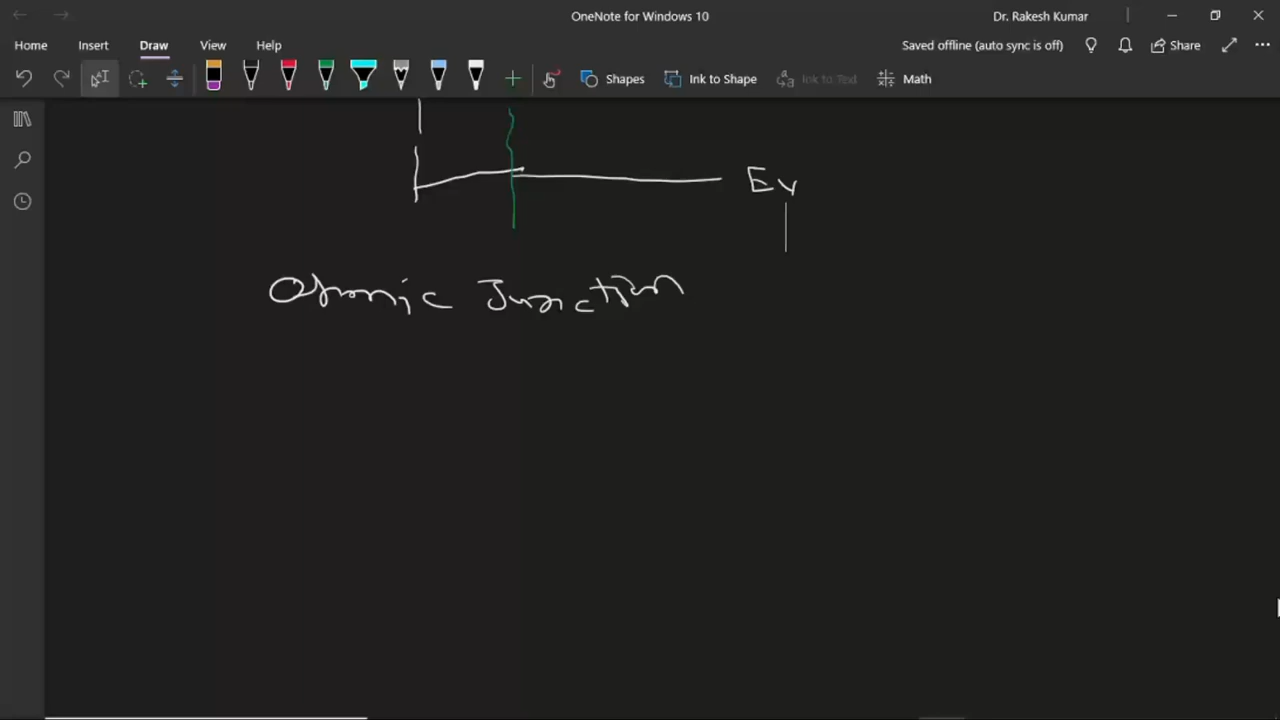 OneNote for Windows 10
Dr. Rakesh Kumar
Home Insert Draw View Help
Saved offline (auto sync is off)
Share
Shapes
Ink to Shape
Ink to Text
Math
Ev
Ohmic Junction